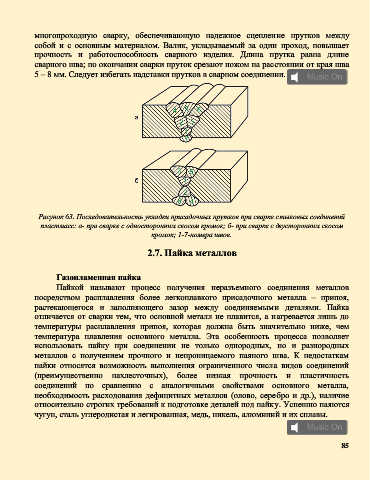 многопроходную сварку, обеспечивающую надежное сцепление прутков между
собой и с основным материалом. Валик, укладываемый за один проход, повышает
прочность и работоспособность сварного изделия. Длина прутка равна длине
сварного шва; по окончании сварки пруток срезают ножом на расстоянии от края шва
5 – 8 мм. Следует избегать надставки прутков в сварном соединении.
Music On
а
б
Рисунок 63. Последовательность укладки присадочных прутков при сварке стыковых соединений
пластмасс: а- при сварке с односторонним скосом кромок; б- при сварке с двусторонним скосом
кромок; 1-7-номера швов.
2.7. Пайка металлов
Газопламенная пайка
Пайкой называют процесс получения неразъемного соединения металлов
посредством расплавления более легкоплавкого присадочного металла – припоя,
растекающегося и заполняющего зазор между соединяемыми деталями. Пайка
отличается от сварки тем, что основной металл не плавится, а нагревается лишь до
температуры расплавления припоя, которая должна быть значительно ниже, чем
температура плавления основного металла. Эта особенность процесса позволяет
использовать пайку при соединении не только однородных, но и разнородных
металлов с получением прочного и непроницаемого паяного шва. К недостаткам
пайки относятся возможность выполнения ограниченного числа видов соединений
(преимущественно нахлесточных), более низкая прочность и пластичность
соединений по сравнению с аналогичными свойствами основного металла,
необходимость расходования дефицитных металлов (олово, серебро и др.), наличие
относительно строгих требований к подготовке деталей под пайку. Успешно паяются
чугун, сталь углеродистая и легированная, медь, никель, алюминий и их сплавы.
Music On
85